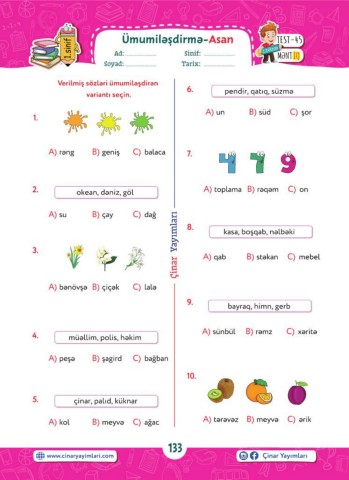 1.sinif
Ümumiləşdirmə-Asan
Ad: ............... Sinif: ...............
Soyad: ............... Tarix: ...............
TEST-45
MƏNTİQ
Verilmiş sözləri ümumiləşdirən
variantı seçin.
1.
A) rəng B) geniş C) balaca
2.
okean, dəniz, göl
A) su B) çay C) dağ
3.
A) bənövşə B) çiçək C) lalə
4.
müəllim, polis, həkim
A) peşə B) şagird C) bağban
5.
çinar, palıd, küknar
A) kol B) meyvə C) ağac
Çinar Yayımları
6.
pendir, qatıq, süzmə
A) un B) süd C) şor
7.
4 7 9
A) toplama B) rəqəm C) on
8.
kasa, boşqab, nəlbəki
A) qab B) stəkan C) mebel
9.
bayraq, himn, gerb
A) sünbül B) rəmz C) xəritə
10.
A) tərəvəz B) meyvə C) ərik
www.cinaryayimlari.com
133
Çinar Yayımları